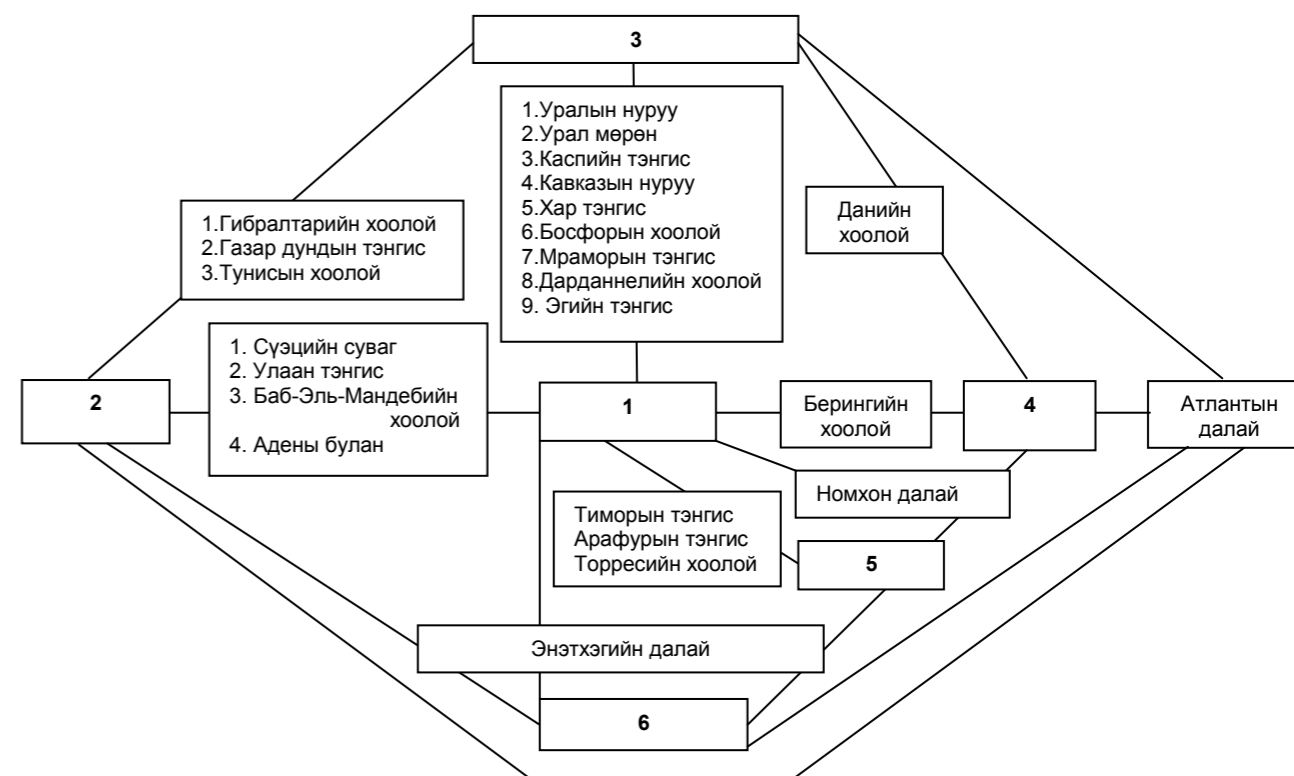 3
1.Уралын нуруу
2.Урал мөрөн
3.Каспийн тэнгис
4.Кавказын нуруу
5.Хар тэнгис
6.Босфорын хоолой
7.Мраморын тэнгис
8.Дарданнелийн хоолой
9. Эгийн тэнгис
Данийн
хоолой
1.Гибралтарийн хоолой
2.Газар дундын тэнгис
3.Тунисын хоолой
2
1. Сүэцийн суваг
2. Улаан тэнгис
3. Баб-Эль-Мандебийн
хоолой
4. Адены булан
1
Берингийн
хоолой
4
Атлантын
далай
Номхон далай
Тиморын тэнгис
Арафурын тэнгис
Торресийн хоолой
5
Энэтхэгийн далай
6